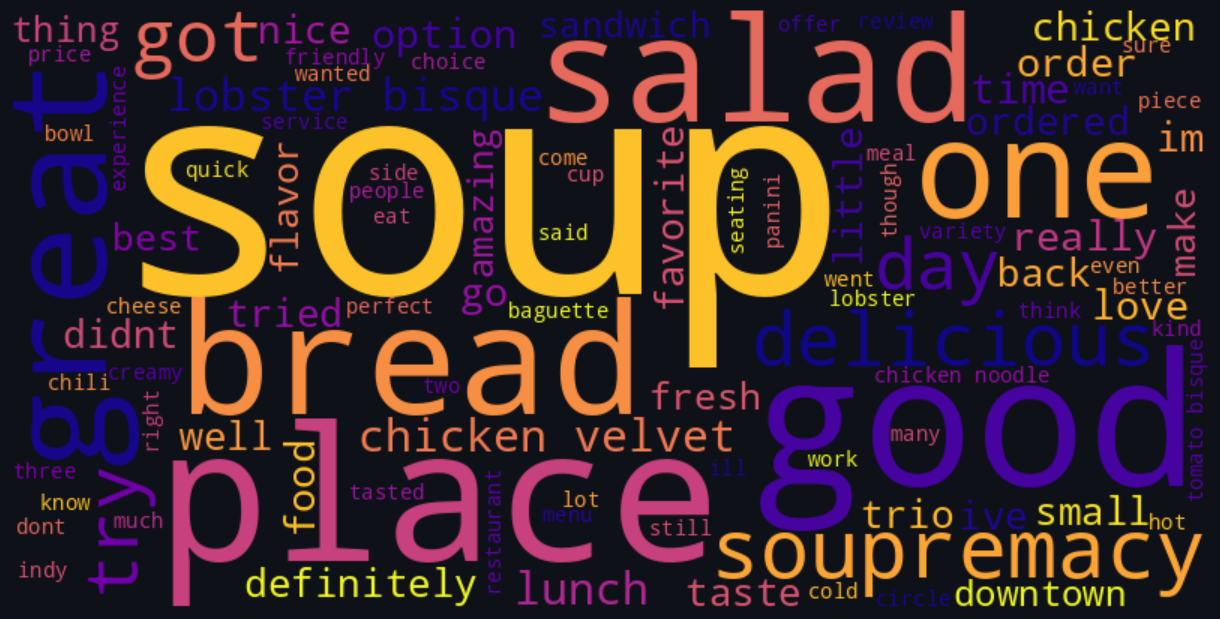 thing
got
nice
option
sandwich
salad
offer
review
chicken
price
friendly
choice
sure
wanted
order
lobster bisque
time
want
great
experience
service
piece
bowl
ordered
im
soup
quick
flavor
side
people
eat
amazing
come
cup
said
favorite
seating
panini
little
meal
though
one
make
best
variety
really
day
back
even
went
better
lobster
love
cheese
tried
perfect
go
baguette
think
kind
didnt
bread
delicious
chili
creamy
two
chicken noodle
tomato bisque
right
fresh
good
many
well
chicken velvet
work
ill
three
food
place
try
tasted
lot
menu
still
restaurant
know
much
dont
trio
ive
small
hot
soupremacy
indy
definitely
lunch
taste
cold
circle
downtown